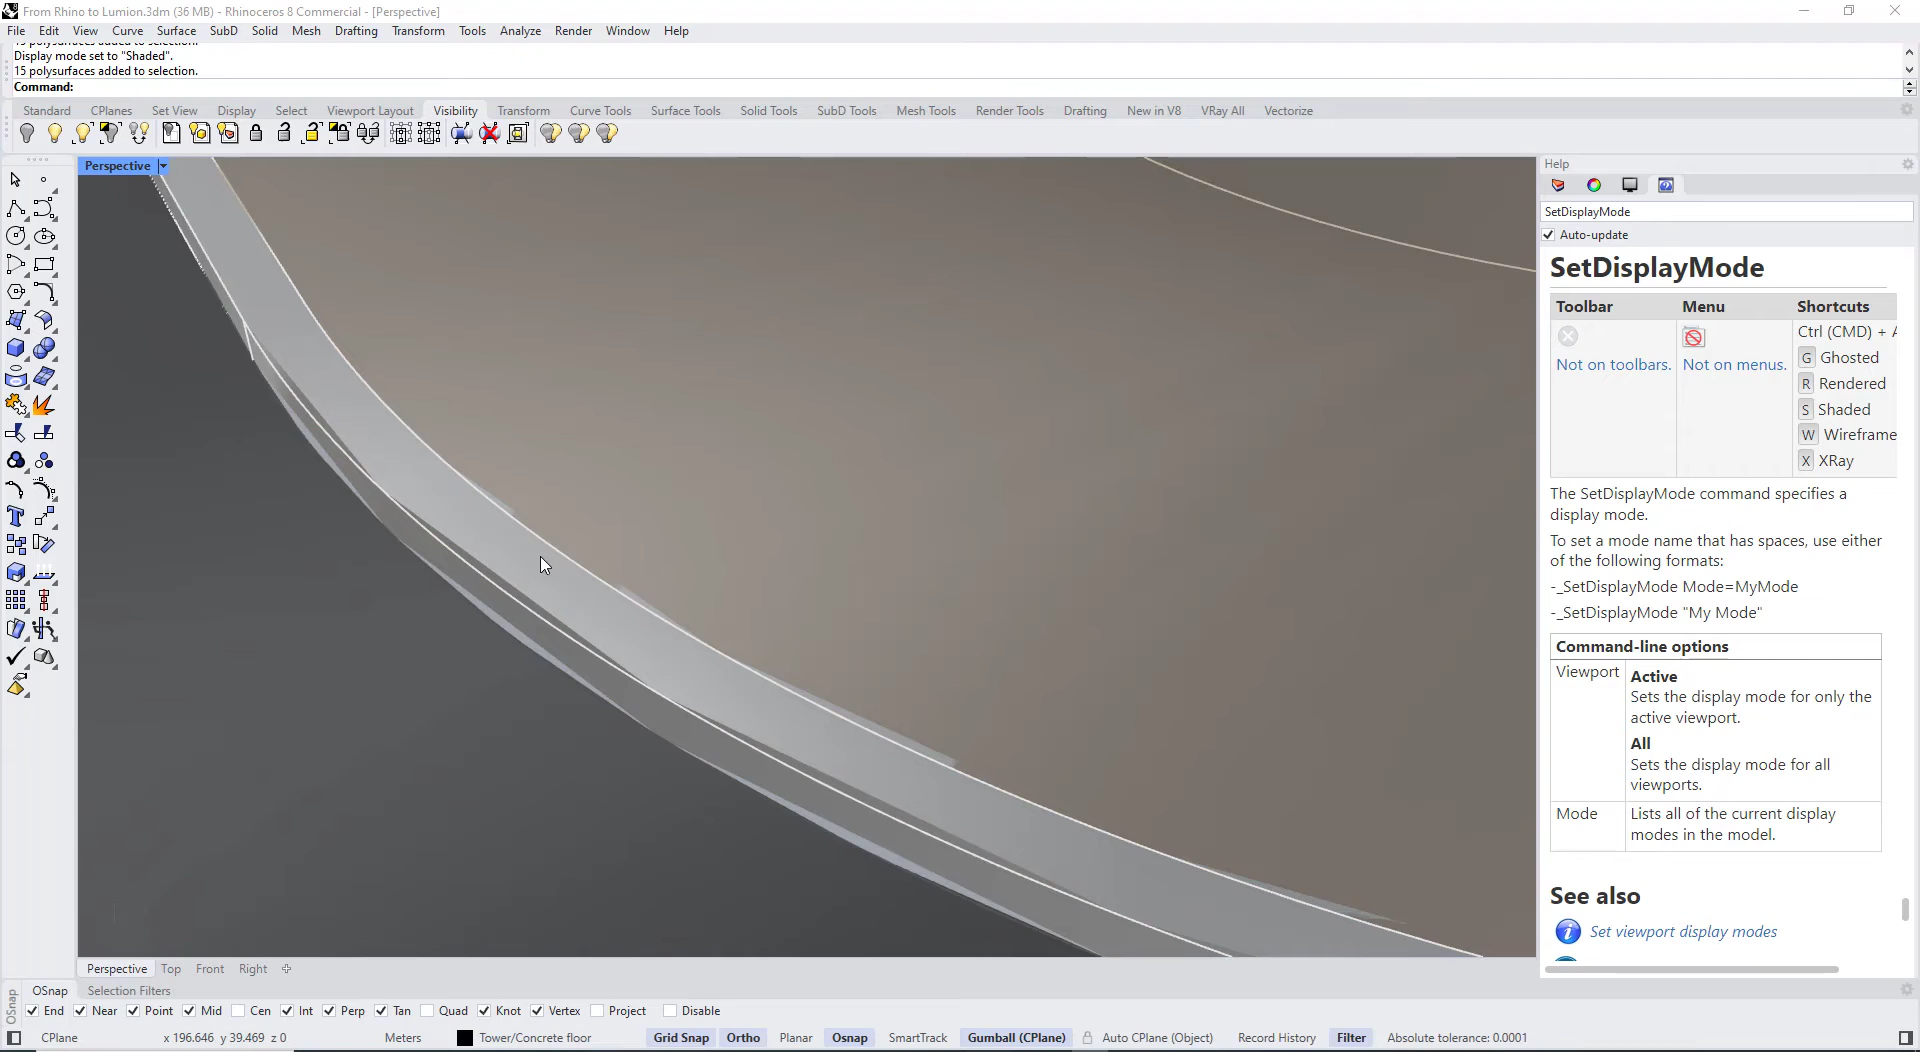 From Rhino to Lumion.3dm (36 MB) - Rhinoceros 8 Commercial - [Perspective]
File Edit View Curve Surface SubD Solid Mesh Drafting Transform Tools Analyze Render Window Help
15 polysurfaces added to selection.
Display mode set to "Shaded".
15 polysurfaces added to selection.
Command:
Standard CPlanes Set View Display Select Viewport Layout Visibility Transform Curve Tools Surface Tools Solid Tools SubD Tools Mesh Tools Render Tools Drafting New in V8 VRay All Vectorize
Perspective
Help
SetDisplayMode
Auto-update
SetDisplayMode
Toolbar Menu Shortcuts
Not on toolbars. Not on menus. Ctrl (CMD) + A
G Ghosted
R Rendered
S Shaded
W Wireframe
X XRay
The SetDisplayMode command specifies a
display mode.
To set a mode name that has spaces, use either
of the following formats:
-_SetDisplayMode Mode=MyMode
-_SetDisplayMode "My Mode"
Command-line options
Viewport
Active
Sets the display mode for only the
active viewport.
All
Sets the display mode for all
viewports.
Mode
Lists all of the current display
modes in the model.
See also
Set viewport display modes
Perspective Top Front Right
OSnap
OSnap Selection Filters
End Near Point Mid Cen Int Perp Tan Quad Knot Vertex Project Disable
CPlane x 196.646 y 39.469 z 0 Meters Tower/Concrete floor Grid Snap Ortho Planar Osnap SmartTrack Gumball (CPlane) Auto CPlane (Object) Record History Filter Absolute tolerance: 0.0001